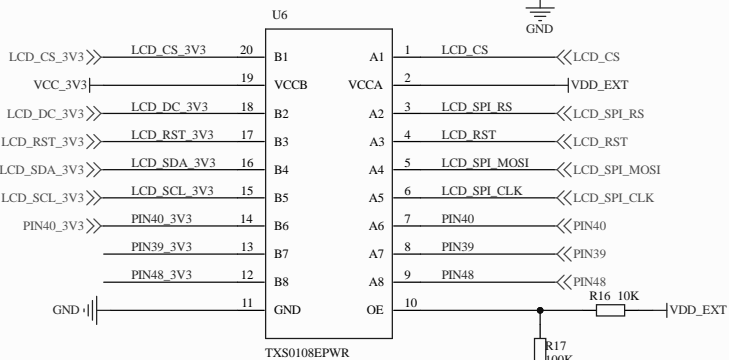 U6
GND
LCD_CS_3V3 LCD_CS_3V3 20 B1 A1 1 LCD_CS LCD_CS
VCC_3V3 19 VCCB VCCA 2 VDD_EXT
LCD_DC_3V3 LCD_DC_3V3 18 B2 A2 3 LCD_SPI_RS LCD_SPI_RS
LCD_RST_3V3 LCD_RST_3V3 17 B3 A3 4 LCD_RST LCD_RST
LCD_SDA_3V3 LCD_SDA_3V3 16 B4 A4 5 LCD_SPI_MOSI LCD_SPI_MOSI
LCD_SCL_3V3 LCD_SCL_3V3 15 B5 A5 6 LCD_SPI_CLK LCD_SPI_CLK
PIN40_3V3 PIN40_3V3 14 B6 A6 7 PIN40 PIN40
PIN39_3V3 13 B7 A7 8 PIN39 PIN39
PIN48_3V3 12 B8 A8 9 PIN48 PIN48
GND 11 GND OE 10 R16 10K VDD_EXT
TXS0108EPWR
R17
100K